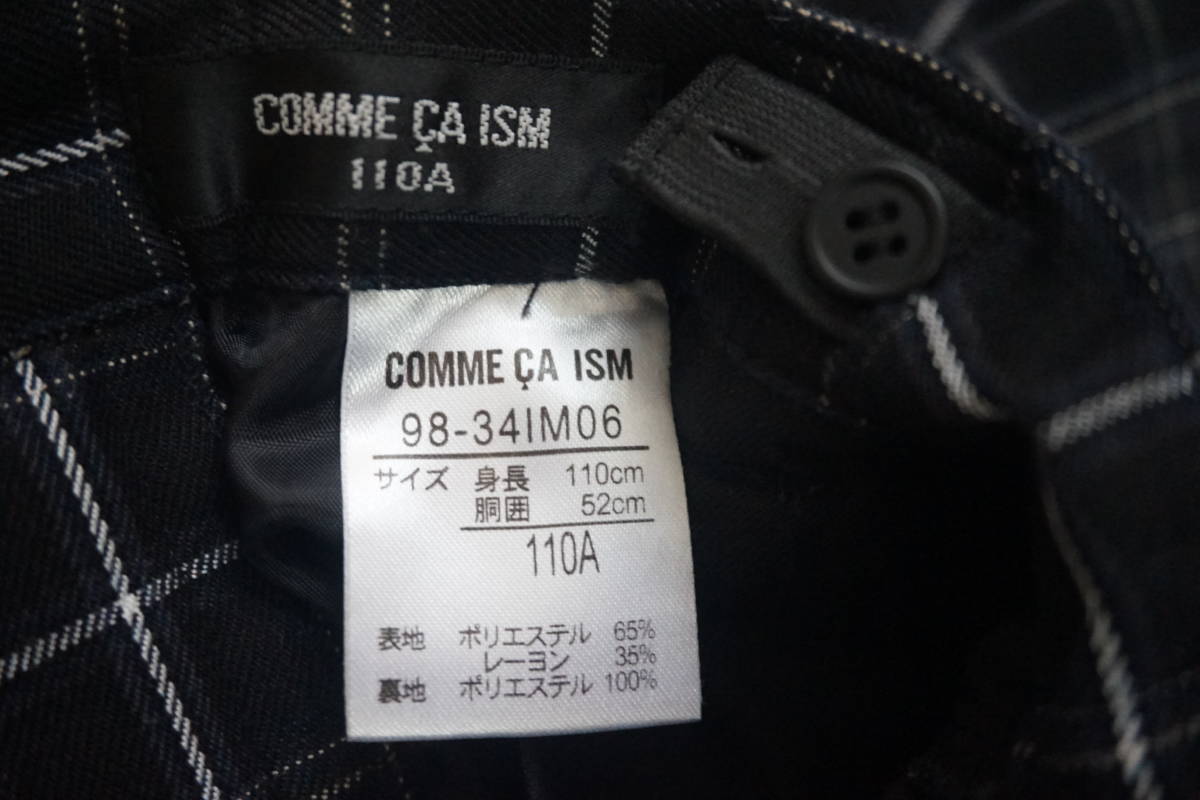 COMME ÇA ISM
110A
COMME ÇA ISM
98-34IM06
サイズ 身長 110cm
胴囲 52cm
110A
表地 ポリエステル 65%
レーヨン 35%
裏地 ポリエステル 100%